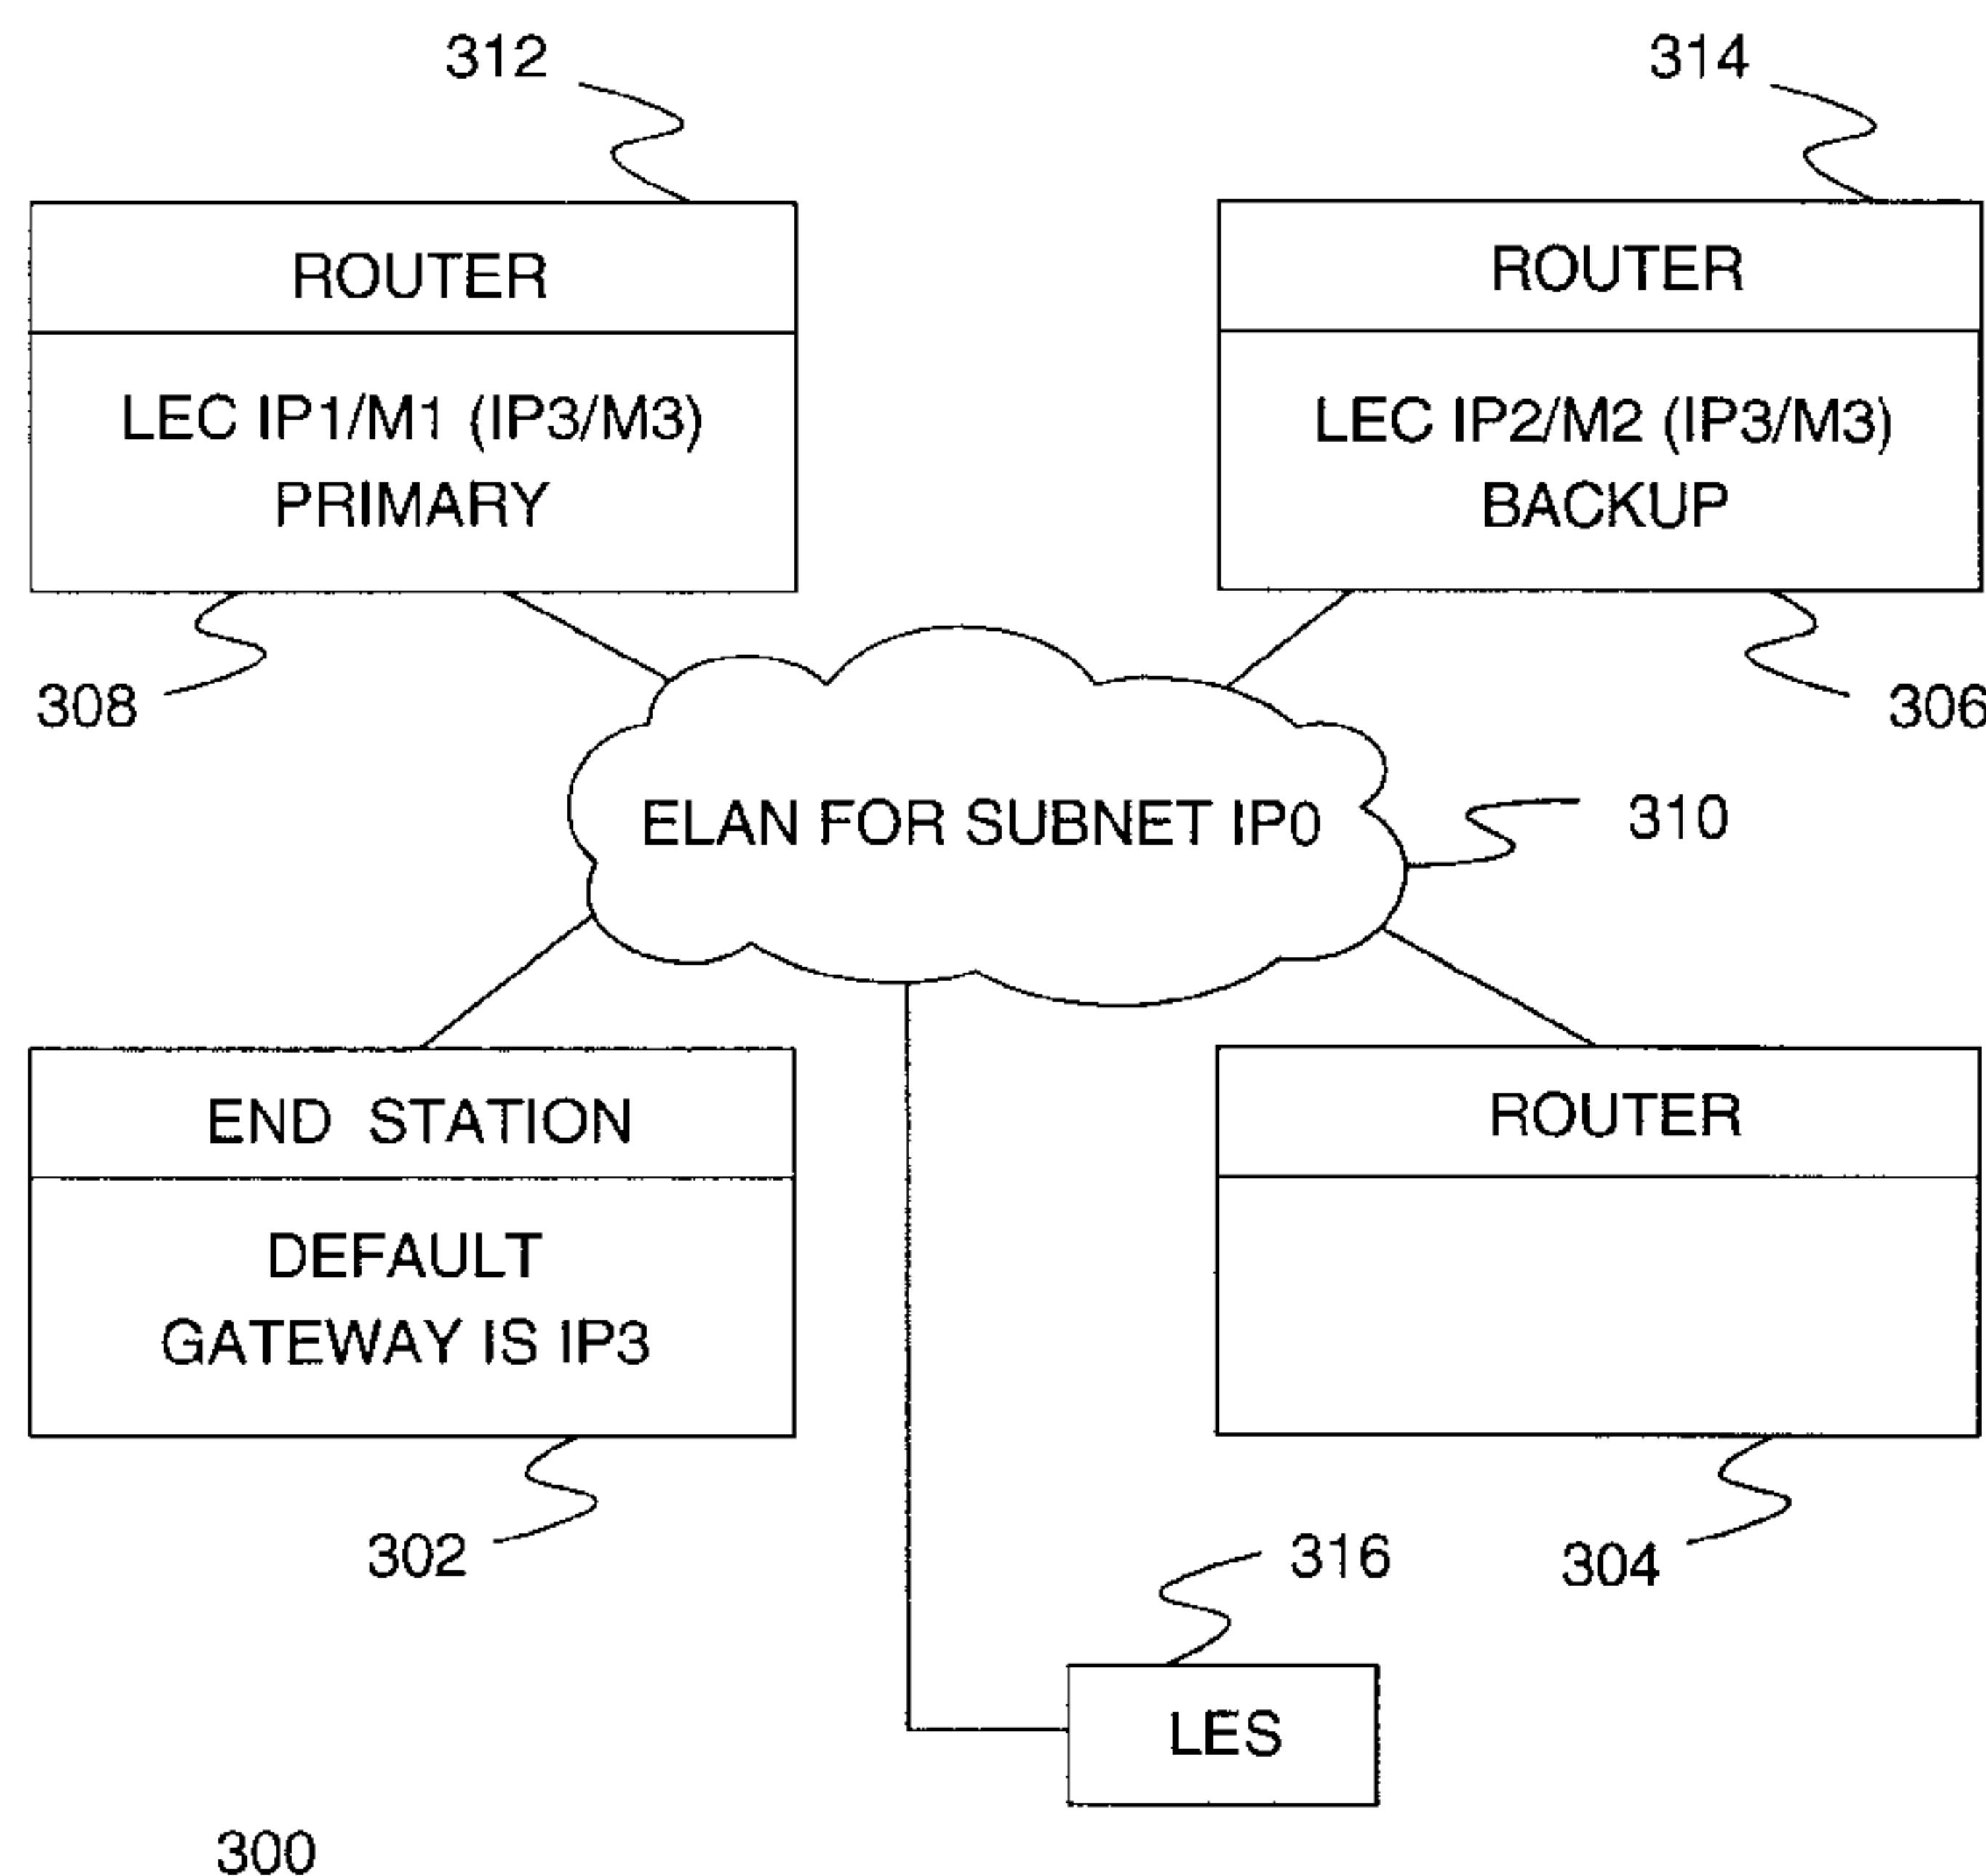 312
314
ROUTER
LEC IP1/M1 (IP3/M3)
PRIMARY
ROUTER
LEC IP2/M2 (IP3/M3)
BACKUP
308
306
ELAN FOR SUBNET IP0
310
END STATION
DEFAULT
GATEWAY IS IP3
ROUTER
302
316
304
LES
300